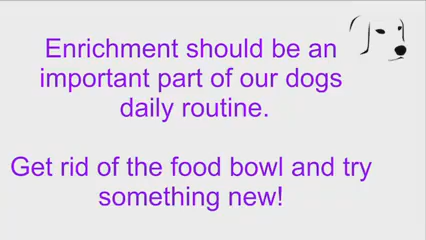 Enrichment should be an
important part of our dogs
daily routine.
Get rid of the food bowl and try
something new!